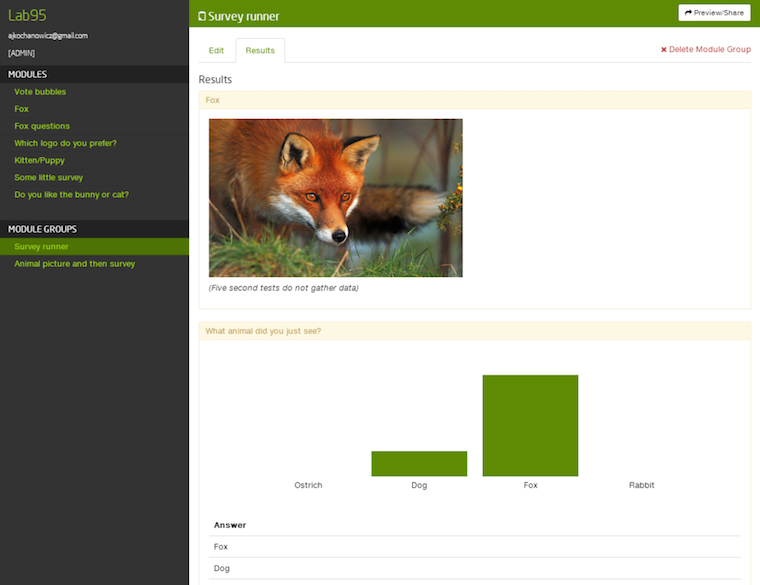 Lab95
ajkochanowicz@gmail.com
[ADMIN]
MODULES
Vote bubbles
Fox
Fox questions
Which logo do you prefer?
Kitten/Puppy
Some little survey
Do you like the bunny or cat?
MODULE GROUPS
Survey runner
Animal picture and then survey
Survey runner
Preview/Share
Edit
Results
Delete Module Group
Results
Fox
(Five second tests do not gather data)
What animal did you just see?
Ostrich Dog Fox Rabbit
Answer
Fox
Dog